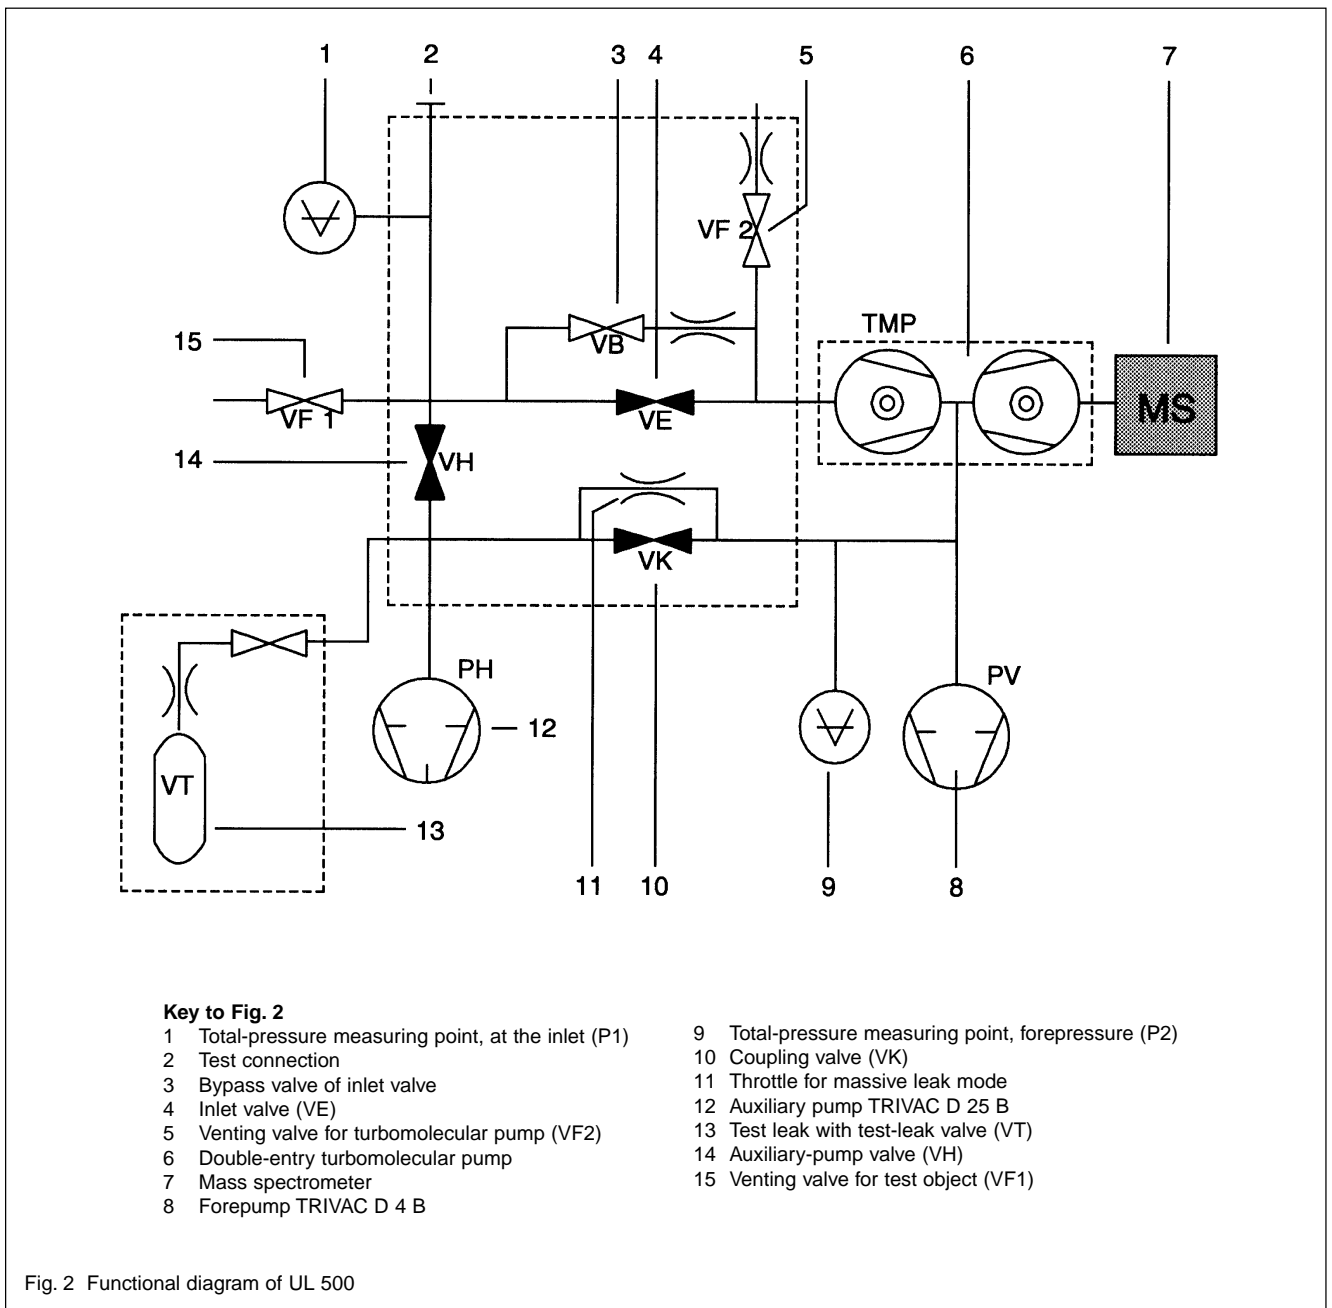 1 2 3 4 5 6 7
VF 2
TMP
15
VB
MS
VF 1
VE
14
VH
VK
PH
PV
12
VT
13
11 10 9 8
Key to Fig. 2
1 Total-pressure measuring point, at the inlet (P1)
2 Test connection
3 Bypass valve of inlet valve
4 Inlet valve (VE)
5 Venting valve for turbomolecular pump (VF2)
6 Double-entry turbomolecular pump
7 Mass spectrometer
8 Forepump TRIVAC D 4 B
9 Total-pressure measuring point, forepressure (P2)
10 Coupling valve (VK)
11 Throttle for massive leak mode
12 Auxiliary pump TRIVAC D 25 B
13 Test leak with test-leak valve (VT)
14 Auxiliary-pump valve (VH)
15 Venting valve for test object (VF1)
Fig. 2 Functional diagram of UL 500